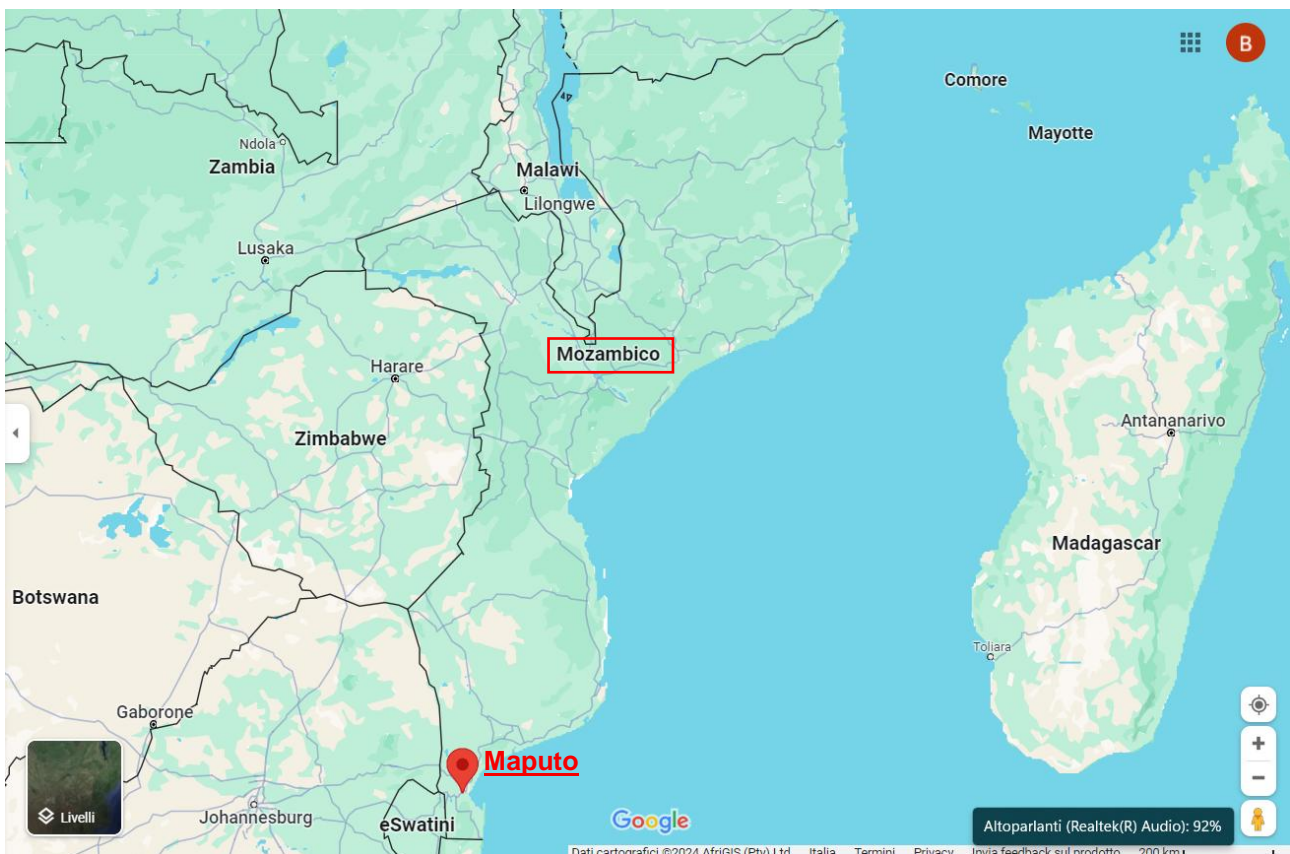 Comore
B
Mayotte
Ndola
Zambia
Malawi
Lilongwe
Lusaka
Mozambico
Harare
Antananarivo
Zimbabwe
Madagascar
Botswana
Toliara
Gaborone
Maputo
Livelli
Johannesburg
eSwatini
Google
Altoparlanti (Realtek(R) Audio): 92%
Dati cartografici ©2024 AfriGIS (Pty) Ltd Italia Termini Privacy Invia feedback sul prodotto 200 km